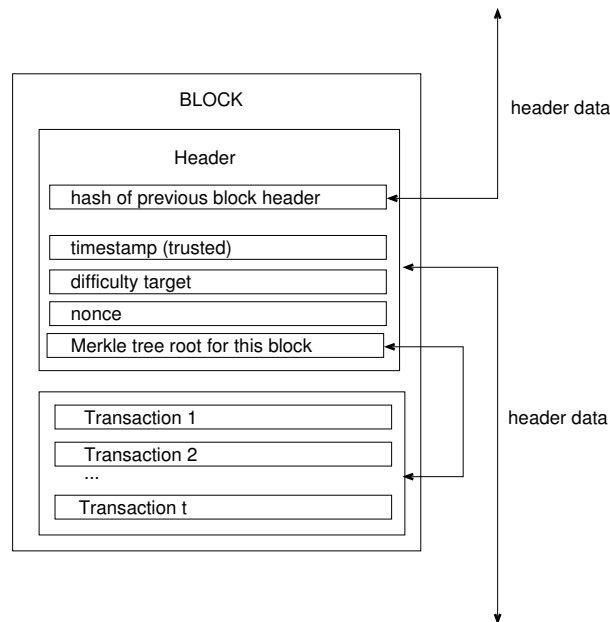 BLOCK
header data
Header
hash of previous block header
timestamp (trusted)
difficulty target
nonce
Merkle tree root for this block
Transaction 1
header data
Transaction 2
...
Transaction t